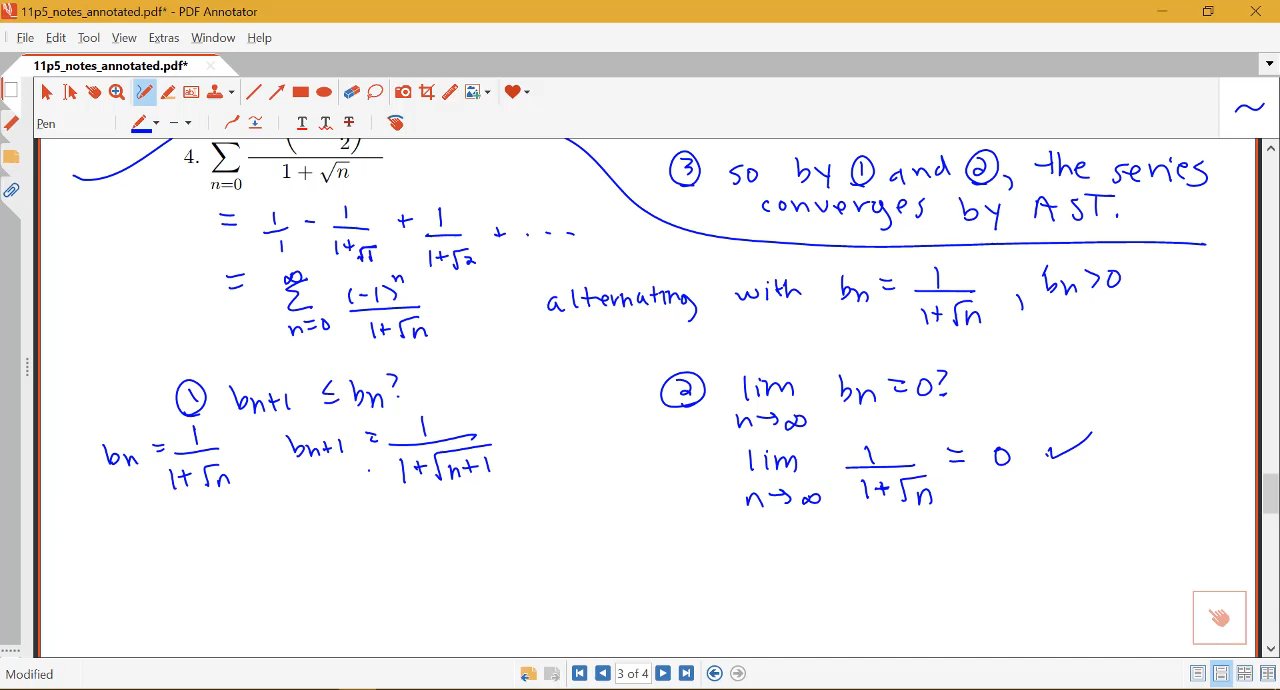 11p5_notes_annotated.pdf* - PDF Annotator
File Edit Tool View Extras Window Help
11p5_notes_annotated.pdf*
Pen
4. ∑ n=0 ( 2) / 1 + √n
③ so by ① and ②, the series
converges by AST.
= 1/1 - 1/(1+√1) + 1/(1+√2) + ....
= ∑_{n=0}^{∞} (-1)^n / (1+√n) alternating with bn = 1/(1+√n), bn>0
① bn+1 ≤ bn?
bn = 1/(1+√n) bn+1 = 1/(1+√(n+1))
② lim n→∞ bn = 0?
lim n→∞ 1/(1+√n) = 0 ✓
Modified
3 of 4